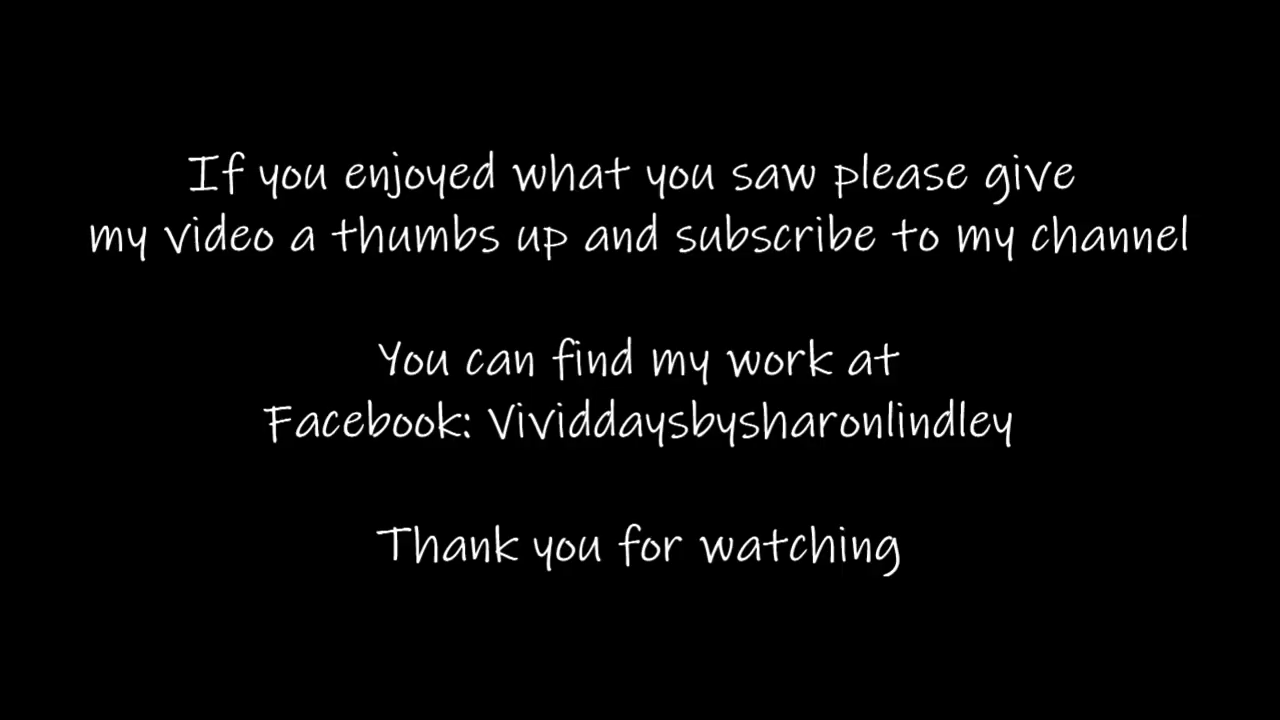 If you enjoyed what you saw please give
my video a thumbs up and subscribe to my channel
You can find my work at
Facebook: Vividdaysbysharonlindley
Thank you for watching